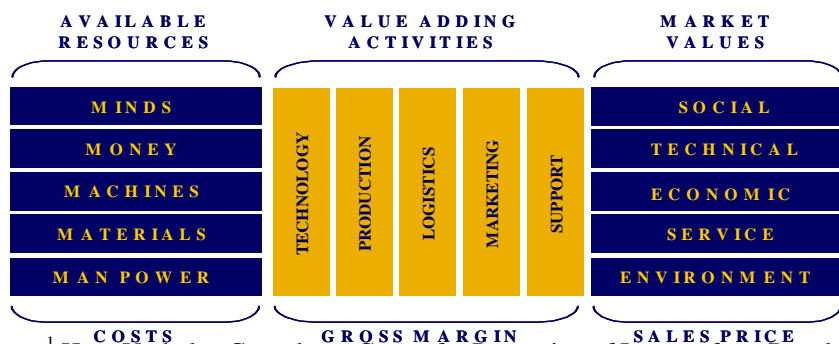 AVAILABLE RESOURCES
VALUE ADDING ACTIVITIES
MARKET VALUES
MINDS
MONEY
MACHINES
MATERIALS
MAN POWER
TECHNOLOGY
PRODUCTION
LOGISTICS
MARKETING
SUPPORT
SOCIAL
TECHNICAL
ECONOMIC
SERVICE
ENVIRONMENT
COSTS
GROSS MARGIN
SALES PRICE